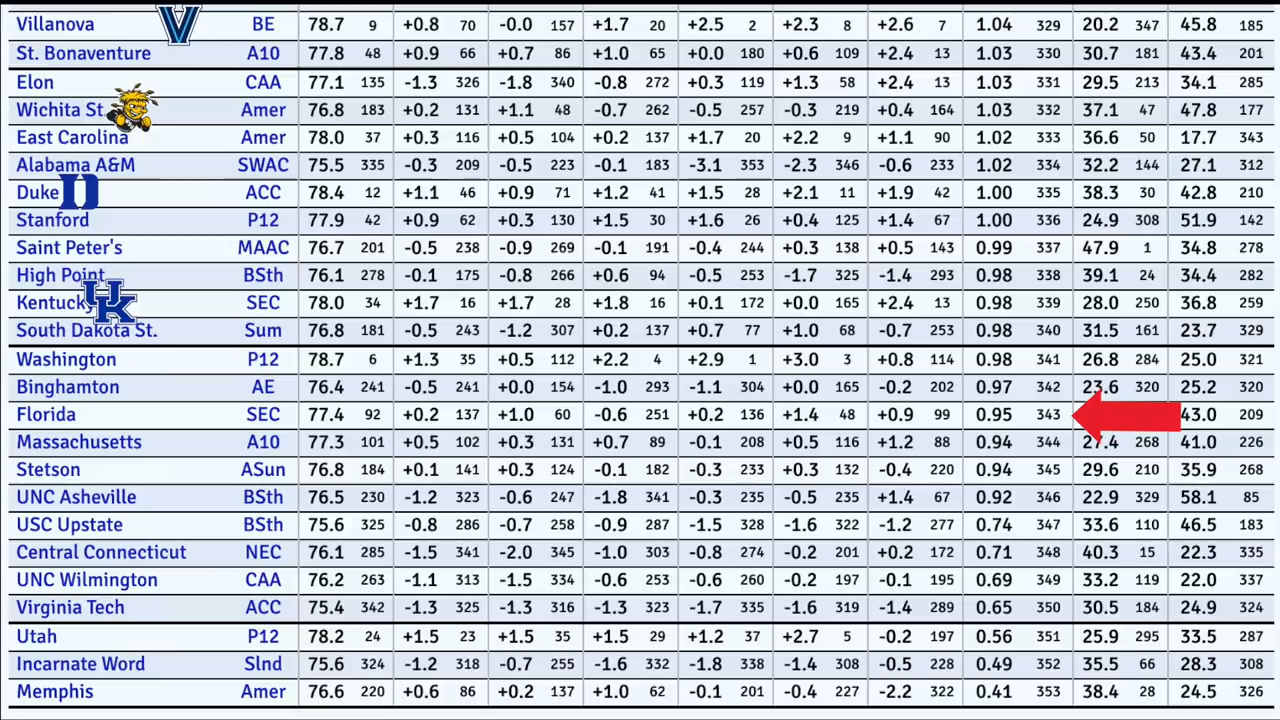 Villanova BE 78.7 9 +0.8 70 -0.0 157 +1.7 20 +2.5 2 +2.3 8 +2.6 7 1.04 329 20.2 347 45.8 185
St. Bonaventure A10 77.8 48 +0.9 66 +0.7 86 +1.0 65 +0.0 180 +0.6 109 +2.4 13 1.03 330 30.7 181 43.4 201
Elon CAA 77.1 135 -1.3 326 -1.8 340 -0.8 272 +0.3 119 +1.3 58 +2.4 13 1.03 331 29.5 213 34.1 285
Wichita St Amer 76.8 183 +0.2 131 +1.1 48 -0.7 262 -0.5 257 -0.3 219 +0.4 164 1.03 332 37.1 47 47.8 177
East Carolina Amer 78.0 37 +0.3 116 +0.5 104 +0.2 137 +1.7 20 +2.2 9 +1.1 90 1.02 333 36.6 50 17.7 343
Alabama A&M SWAC 75.5 335 -0.3 209 -0.5 223 -0.1 183 -3.1 353 -2.3 346 -0.6 233 1.02 334 32.2 144 27.1 312
Duke ACC 78.4 12 +1.1 46 +0.9 71 +1.2 41 +1.5 28 +2.1 11 +1.9 42 1.00 335 38.3 30 42.8 210
Stanford P12 77.9 42 +0.9 62 +0.3 130 +1.5 30 +1.6 26 +0.4 125 +1.4 67 1.00 336 24.9 308 51.9 142
Saint Peter's MAAC 76.7 201 -0.5 238 -0.9 269 -0.1 191 -0.4 244 +0.3 138 +0.5 143 0.99 337 47.9 1 34.8 278
High Point BSth 76.1 278 -0.1 175 -0.8 266 +0.6 94 -0.5 253 -1.7 325 -1.4 293 0.98 338 39.1 24 34.4 282
Kentucky SEC 78.0 34 +1.7 16 +1.7 28 +1.8 16 +0.1 172 +0.0 165 +2.4 13 0.98 339 28.0 250 36.8 259
South Dakota St. Sum 76.8 181 -0.5 243 -1.2 307 +0.2 137 +0.7 77 +1.0 68 -0.7 253 0.98 340 31.5 161 23.7 329
Washington P12 78.7 6 +1.3 35 +0.5 112 +2.2 4 +2.9 1 +3.0 3 +0.8 114 0.98 341 26.8 284 25.0 321
Binghamton AE 76.4 241 -0.5 241 +0.0 154 -1.0 293 -1.1 304 +0.0 165 -0.2 202 0.97 342 23.6 320 25.2 320
Florida SEC 77.4 92 +0.2 137 +1.0 60 -0.6 251 +0.2 136 +1.4 48 +0.9 99 0.95 343 43.0 209
Massachusetts A10 77.3 101 +0.5 102 +0.3 131 +0.7 89 -0.1 208 +0.5 116 +1.2 88 0.94 344 27.4 268 41.0 226
Stetson ASun 76.8 184 +0.1 141 +0.3 124 -0.1 182 -0.3 233 +0.3 132 -0.4 220 0.94 345 29.6 210 35.9 268
UNC Asheville BSth 76.5 230 -1.2 323 -0.6 247 -1.8 341 -0.3 235 -0.5 235 +1.4 67 0.92 346 22.9 329 58.1 85
USC Upstate BSth 75.6 325 -0.8 286 -0.7 258 -0.9 287 -1.5 328 -1.6 322 -1.2 277 0.74 347 33.6 110 46.5 183
Central Connecticut NEC 76.1 285 -1.5 341 -2.0 345 -1.0 303 -0.8 274 -0.2 201 +0.2 172 0.71 348 40.3 15 22.3 335
UNC Wilmington CAA 76.2 263 -1.1 313 -1.5 334 -0.6 253 -0.6 260 -0.2 197 -0.1 195 0.69 349 33.2 119 22.0 337
Virginia Tech ACC 75.4 342 -1.3 325 -1.3 316 -1.3 323 -1.7 335 -1.6 319 -1.4 289 0.65 350 30.5 184 24.9 324
Utah P12 78.2 24 +1.5 23 +1.5 35 +1.5 29 +1.2 37 +2.7 5 -0.2 197 0.56 351 25.9 295 33.5 287
Incarnate Word Slnd 75.6 324 -1.2 318 -0.7 255 -1.6 332 -1.8 338 -1.4 308 -0.5 228 0.49 352 35.5 66 28.3 308
Memphis Amer 76.6 220 +0.6 86 +0.2 137 +1.0 62 -0.1 201 -0.4 227 -2.2 322 0.41 353 38.4 28 24.5 326